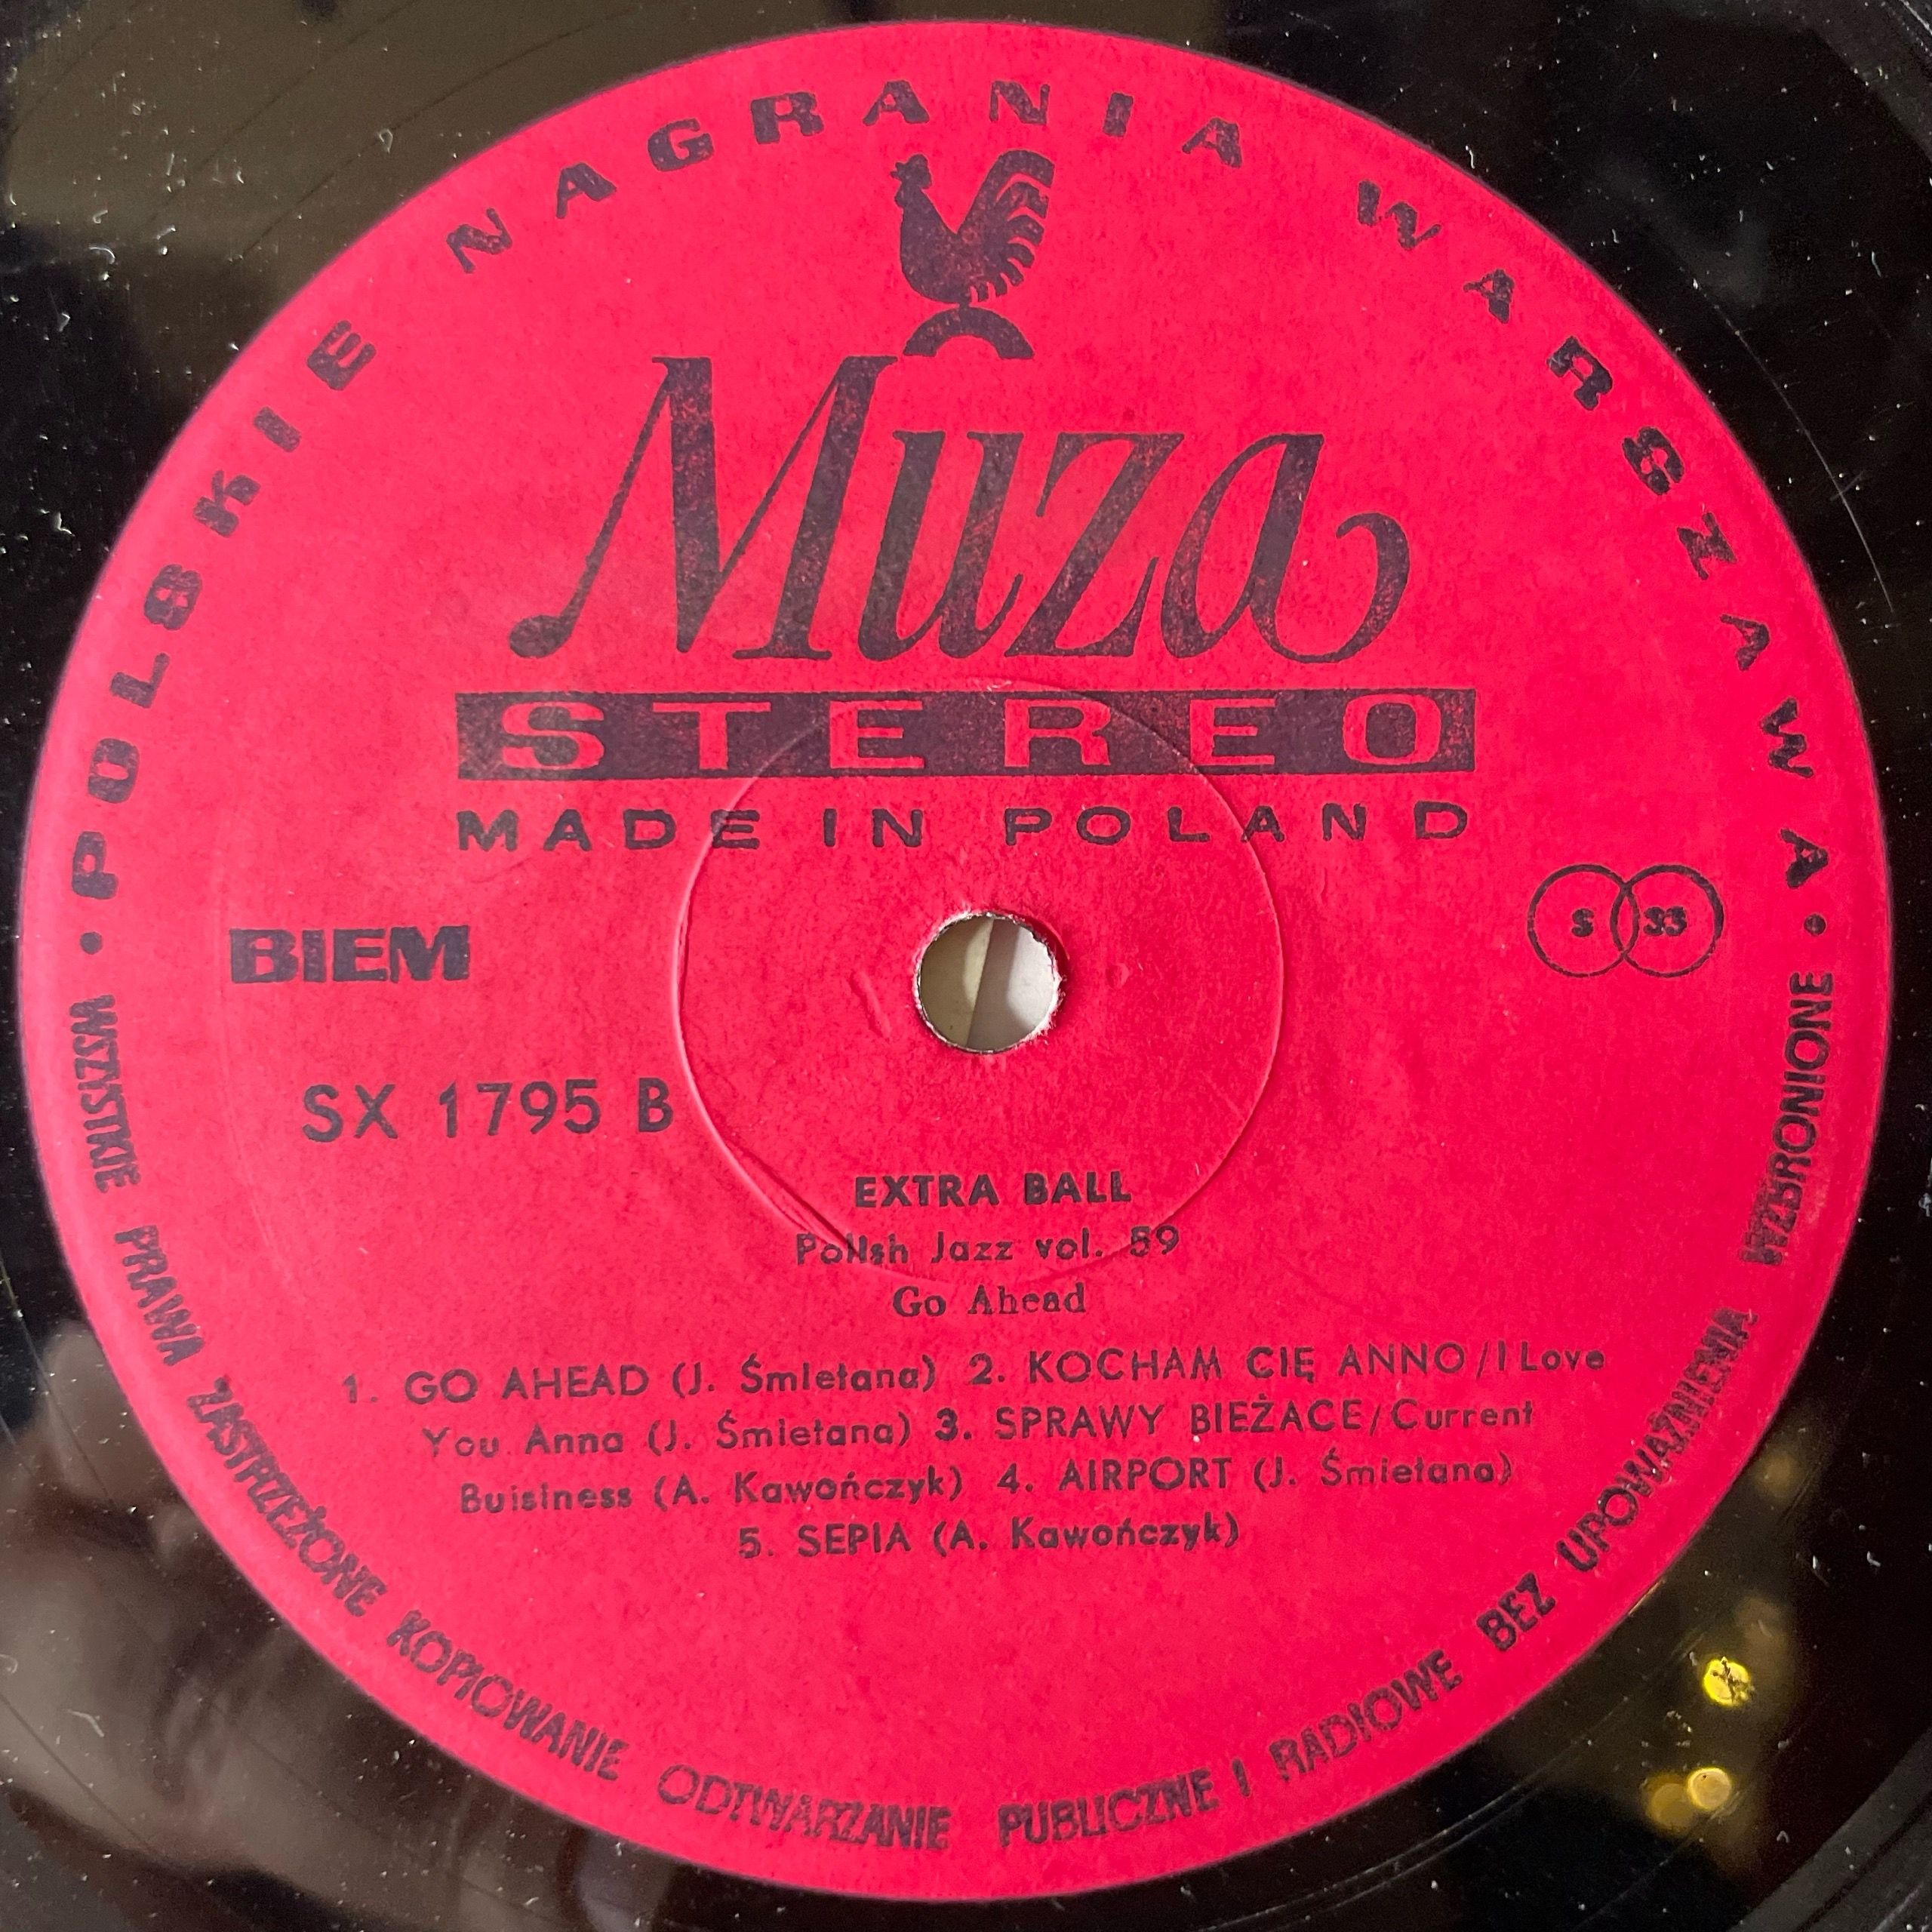 POLSKIE NAGRANIA WARSZAWA
Muza
STEREO
MADE IN POLAND
BIEM
S 33
SX 1795 B
EXTRA BALL
Polish Jazz vol. 59
Go Ahead
1. GO AHEAD (J. Śmietana) 2. KOCHAM CIĘ ANNO/I Love
You Anna (J. Śmietana) 3. SPRAWY BIEŻACE/Current
Buisiness (A. Kawończyk) 4. AIRPORT (J. Śmietana)
5. SEPIA (A. Kawończyk)
• WSZYSTKIE PRAWA ZASTRZEŻONE KOPIOWANIE ODTWARZANIE PUBLICZNE I RADIOWE BEZ UPOWAŻNIENIA WZBRONIONE •